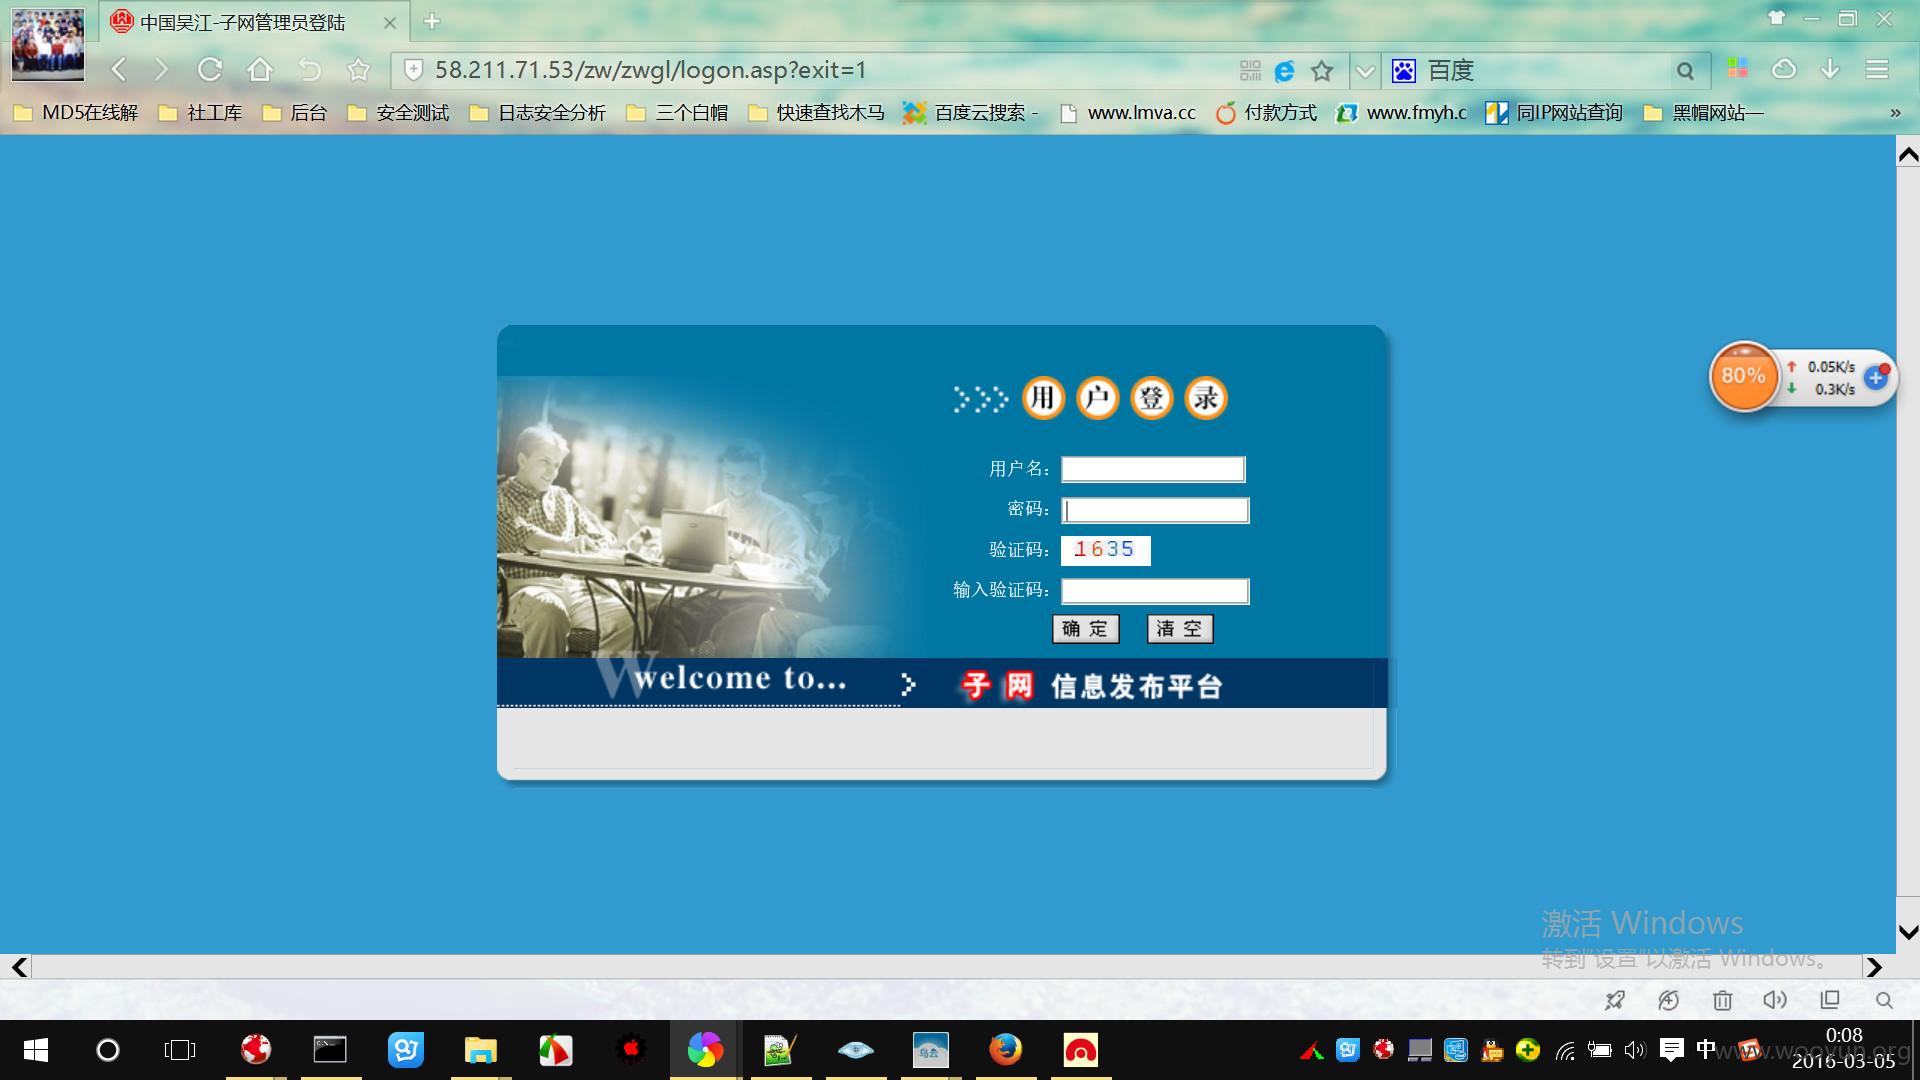 中国吴江-子网管理员登陆
58.211.71.53/zw/zwgl/logon.asp?exit=1
百度
MD5在线解
社工库
后台
安全测试
日志安全分析
三个白帽
快速查找木马
百度云搜索 -
www.lmva.cc
付款方式
www.fmyh.c
同IP网站查询
黑帽网站—
»
80%
0.05K/s
0.3K/s
用户登录
用户名：
密码：
验证码： 1635
输入验证码：
确 定 清 空
welcome to...
子网 信息发布平台
激活 Windows
转到"设置"以激活 Windows。
中
0:08
2016-03-05
www.wooyun.org